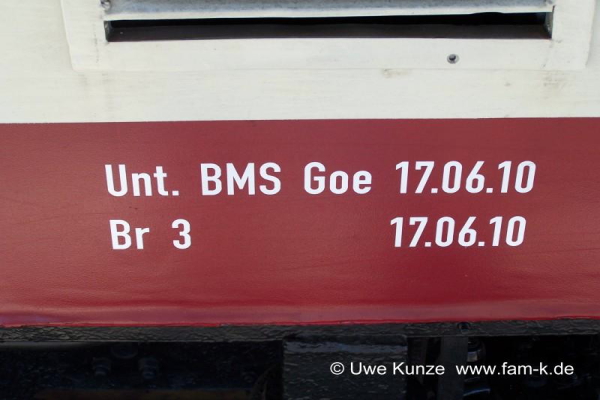 Unt. BMS Goe 17.06.10
Br 3 17.06.10
© Uwe Kunze www.fam-k.de